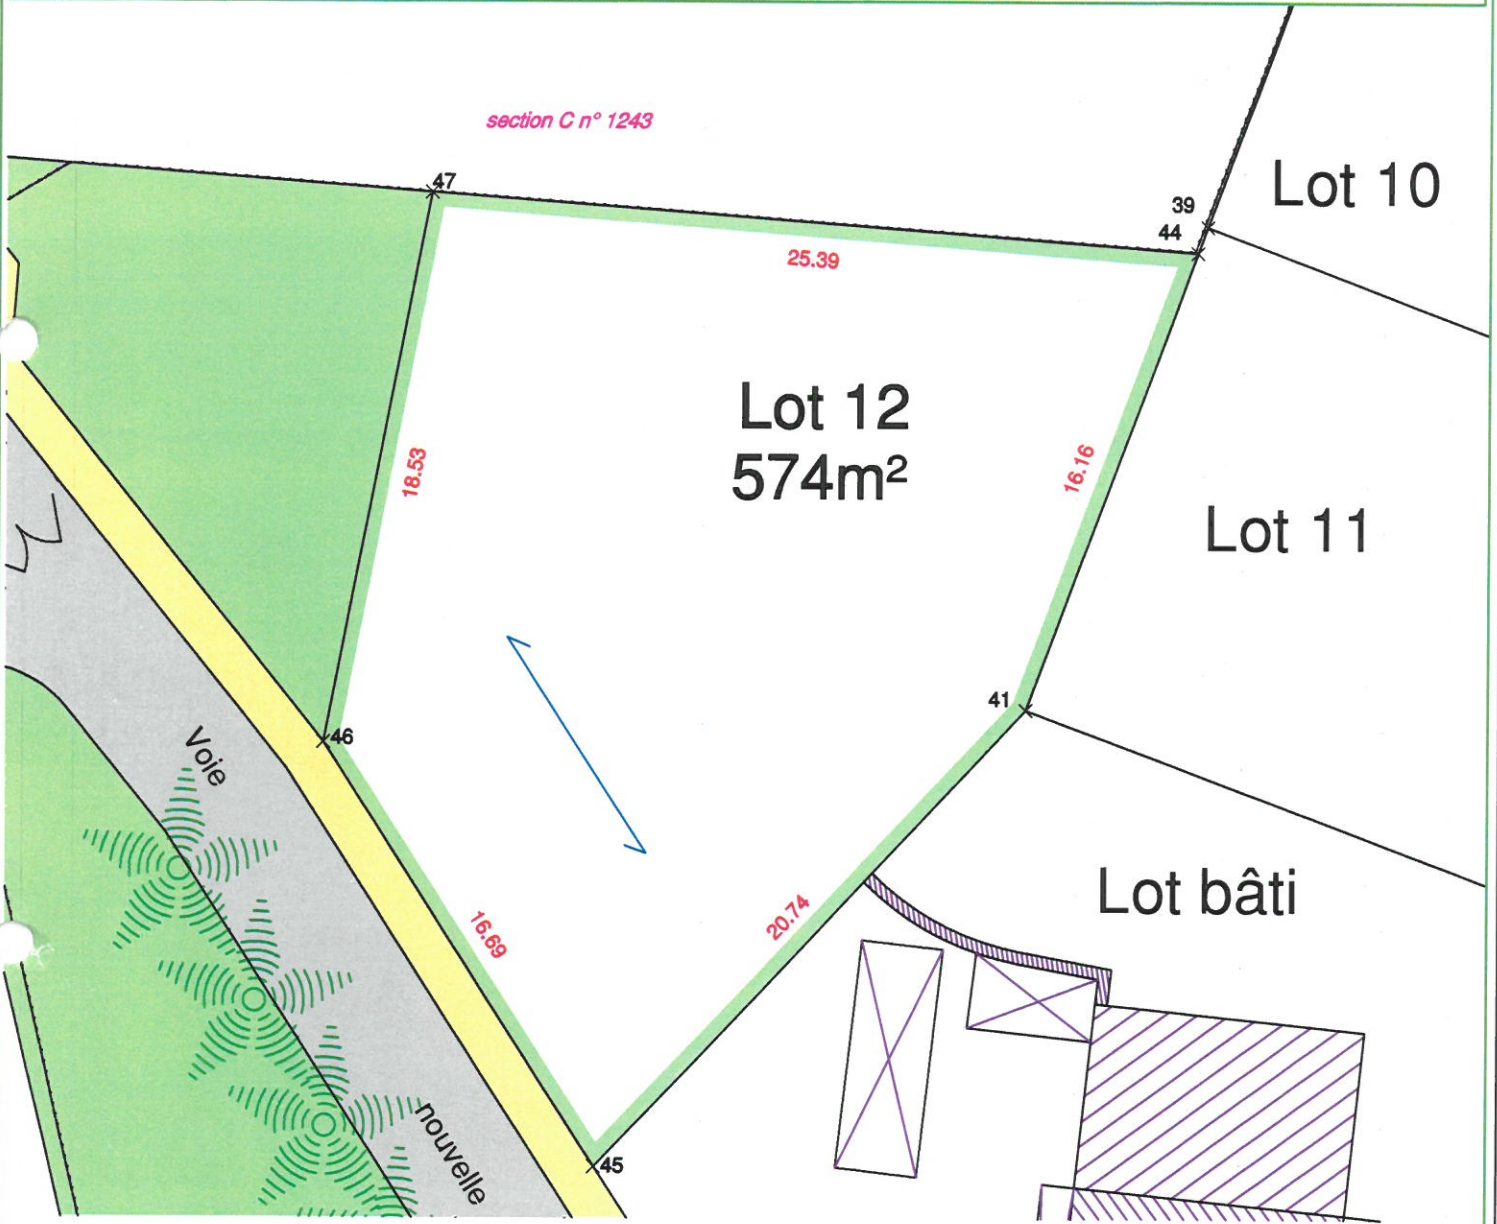 section C n° 1243
47
39
Lot 10
44
25.39
Lot 12
574m²
18.53
16.16
Lot 11
41
46
Voie
Lot bâti
16.69
20.74
nouvelle
45